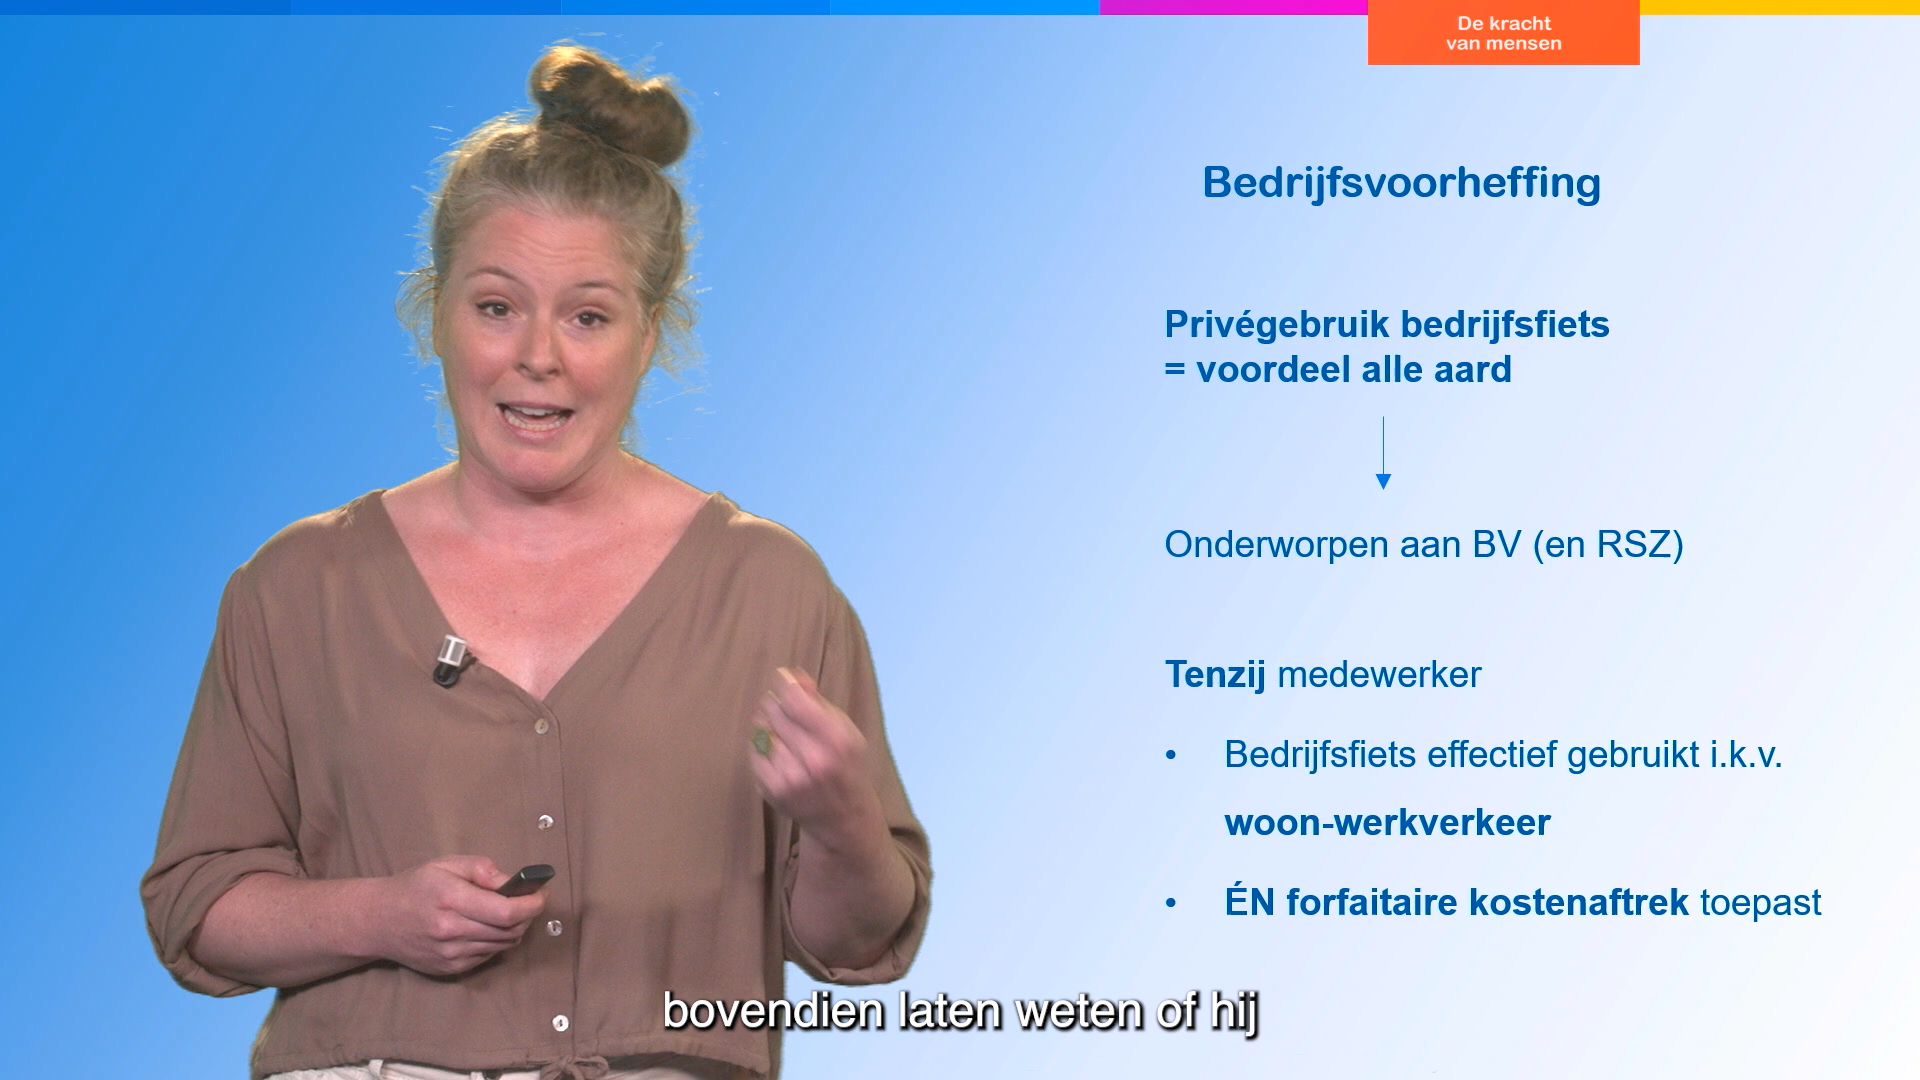 De kracht
van mensen
Bedrijfsvoorheffing
Privégebruik bedrijfsfiets
= voordeel alle aard
Onderworpen aan BV (en RSZ)
Tenzij medewerker
• Bedrijfsfiets effectief gebruikt i.k.v.
woon-werkverkeer
• ÉN forfaitaire kostenaftrek toepast
bovendien laten weten of hij